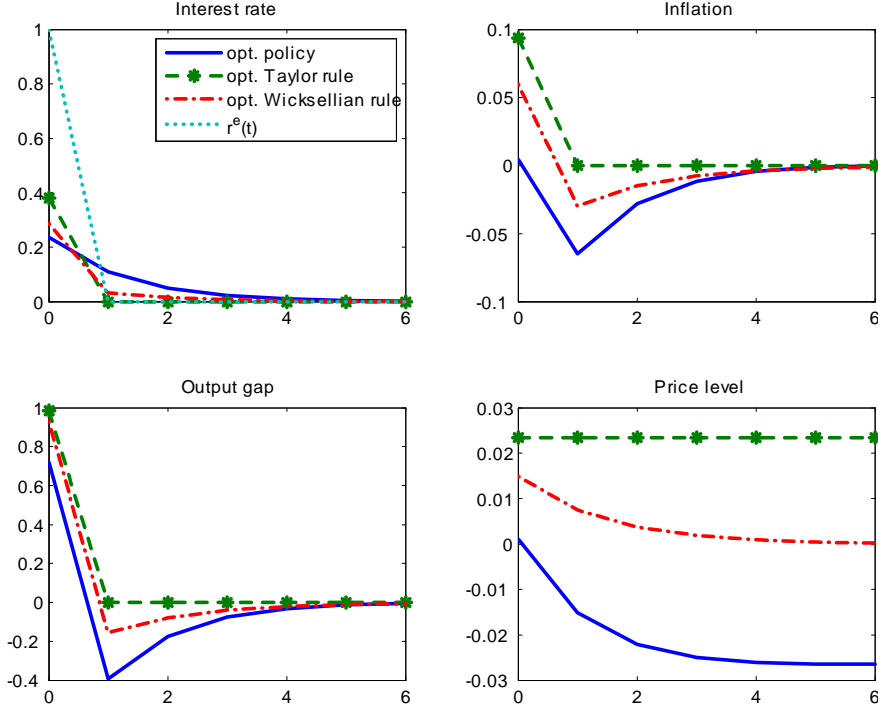 Interest rate
1
0.8
0.6
0.4
0.2
0
0 2 4 6
opt. policy
opt. Taylor rule
opt. Wicksellian rule
r^e(t)
Inflation
0.1
0.05
0
-0.05
-0.1
0 2 4 6
Output gap
1
0.8
0.6
0.4
0.2
0
-0.2
-0.4
0 2 4 6
Price level
0.03
0.02
0.01
0
-0.01
-0.02
-0.03
0 2 4 6